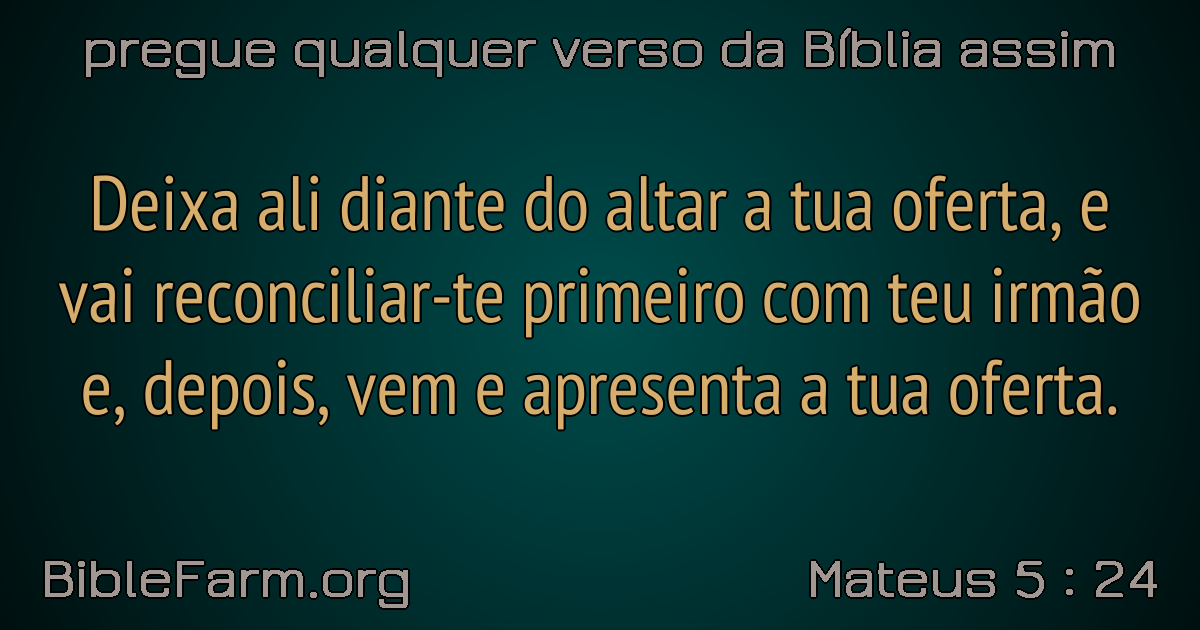 pregue qualquer verso da Bíblia assim
Deixa ali diante do altar a tua oferta, e
vai reconciliar-te primeiro com teu irmão
e, depois, vem e apresenta a tua oferta.
BibleFarm.org
Mateus 5 : 24